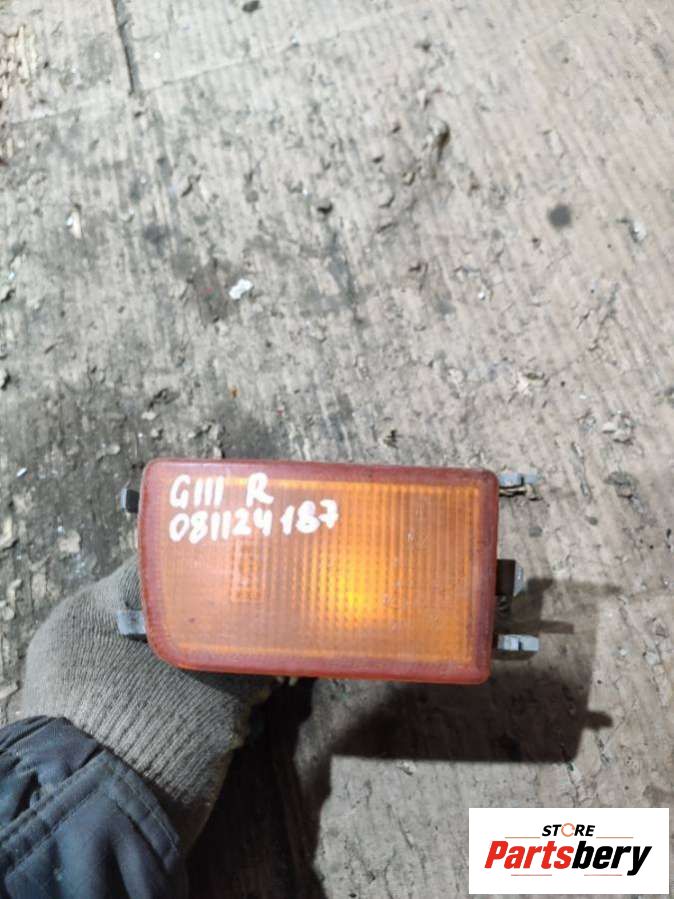 GIII R
081124187
STORE
Partsbery